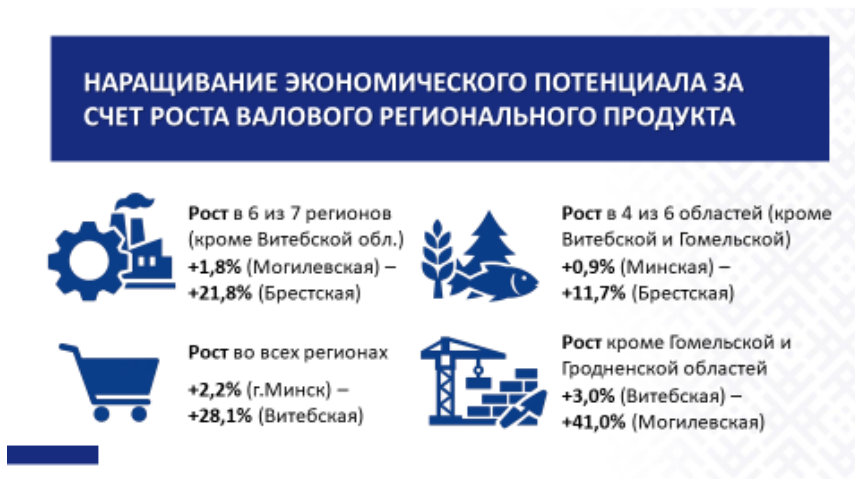 НАРАЩИВАНИЕ ЭКОНОМИЧЕСКОГО ПОТЕНЦИАЛА ЗА
СЧЕТ РОСТА ВАЛОВОГО РЕГИОНАЛЬНОГО ПРОДУКТА
Рост в 6 из 7 регионов
(кроме Витебской обл.)
+1,8% (Могилевская) –
+21,8% (Брестская)
Рост в 4 из 6 областей (кроме
Витебской и Гомельской)
+0,9% (Минская) –
+11,7% (Брестская)
Рост во всех регионах
+2,2% (г.Минск) –
+28,1% (Витебская)
Рост кроме Гомельской и
Гродненской областей
+3,0% (Витебская) –
+41,0% (Могилевская)